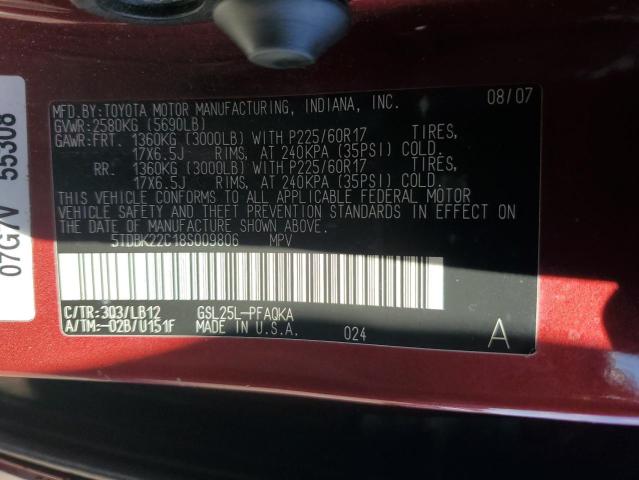 MFD.BY:TOYOTA MOTOR MANUFACTURING, INDIANA, INC. 08/07
GVWR:2580KG (5690LB)
GAWR:FRT. 1360KG (3000LB) WITH P225/60R17 TIRES,
17X6.5J RIMS, AT 240KPA (35PSI) COLD.
RR. 1360KG (3000LB) WITH P225/60R17 TIRES,
17X6.5J RIMS, AT 240KPA (35PSI) COLD.
THIS VEHICLE CONFORMS TO ALL APPLICABLE FEDERAL MOTOR
VEHICLE SAFETY AND THEFT PREVENTION STANDARDS IN EFFECT ON
THE DATE OF MANUFACTURE SHOWN ABOVE.
5TDBK22C18S009806 MPV
C/TR:3Q3/LB12 GSL25L-PFAQKA
A/TM:-02B/U151F MADE IN U.S.A. 024 A
07G7V 55308